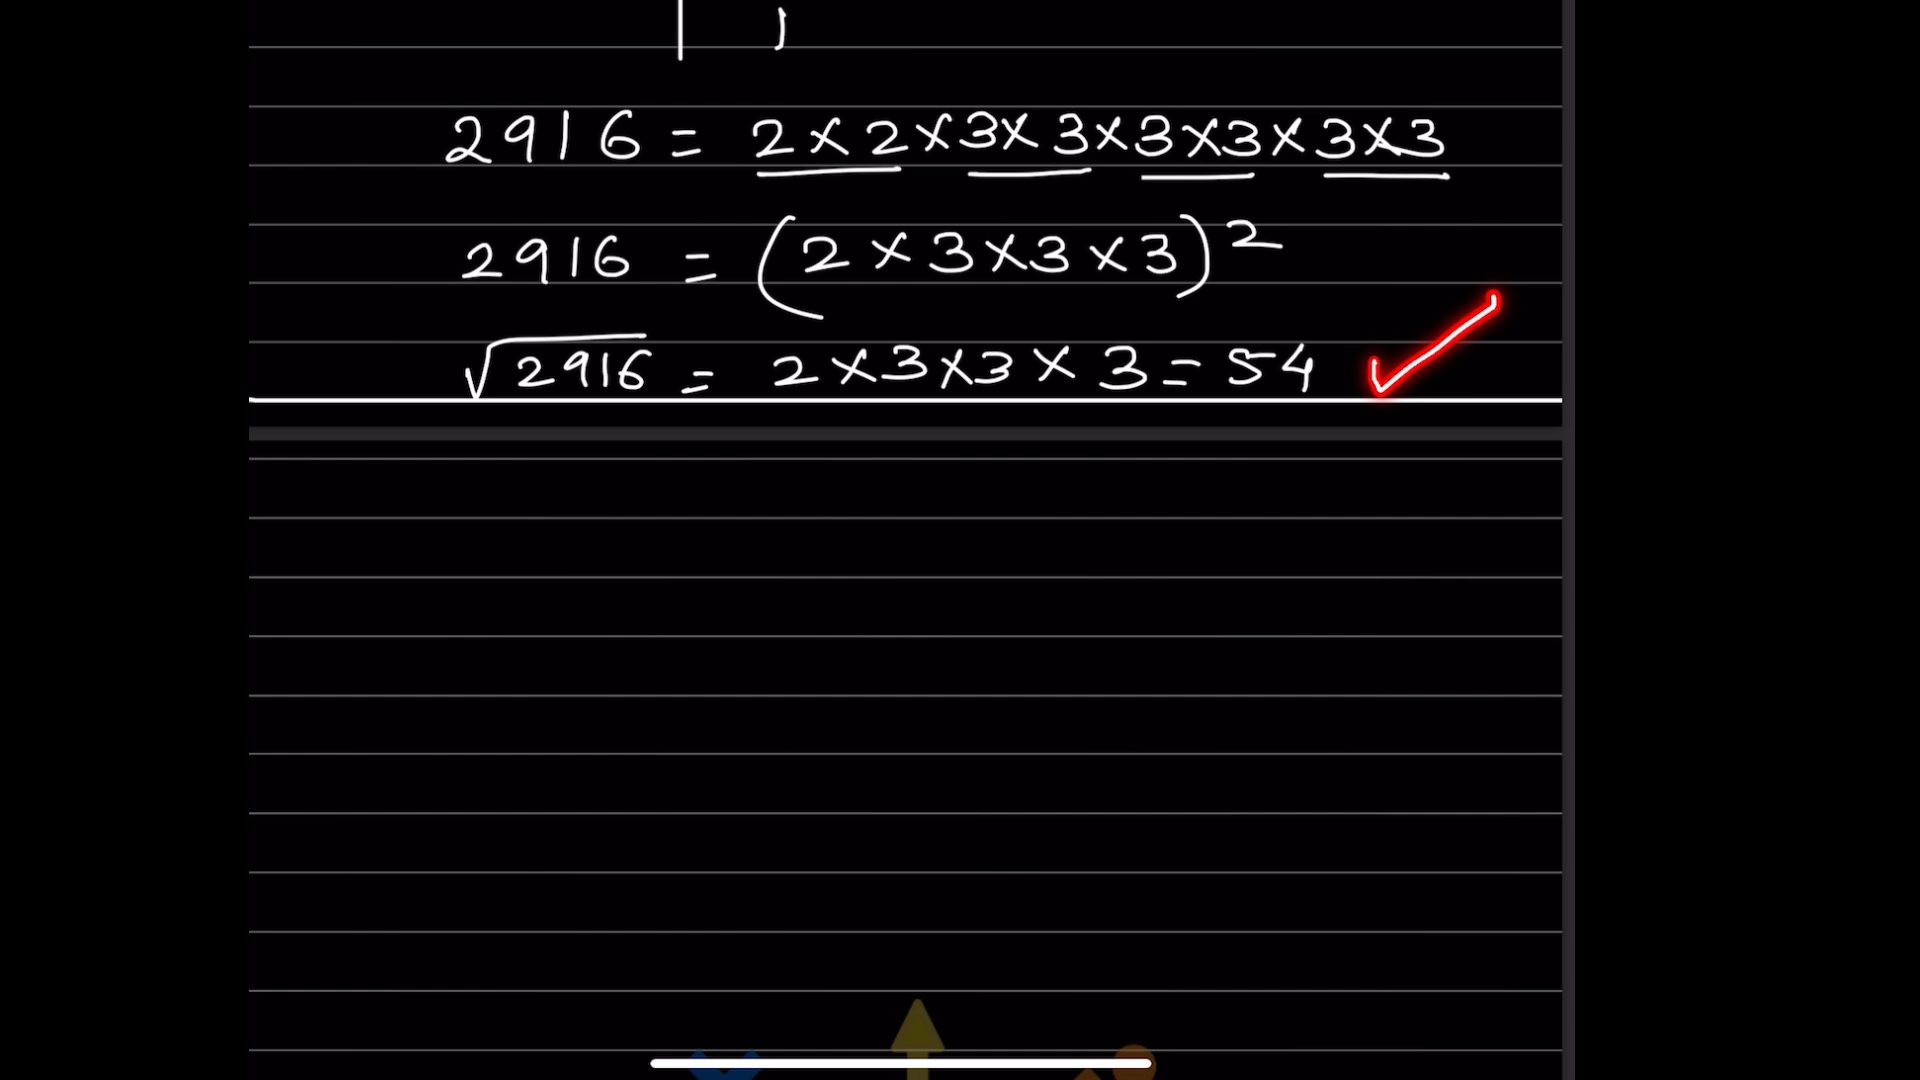 1
2916 = 2×2×3×3×3×3×3×3
2916 = (2×3×3×3)²
√2916 = 2×3×3×3 = 54